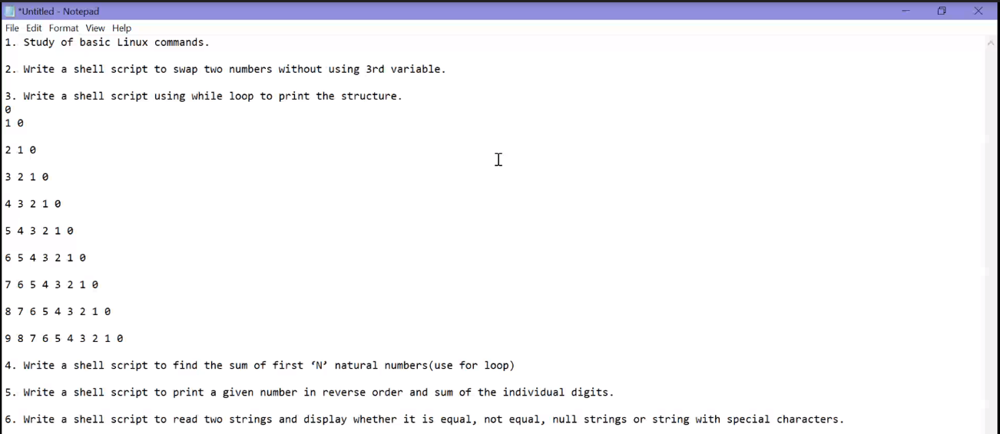 *Untitled - Notepad
File Edit Format View Help
1. Study of basic Linux commands.
2. Write a shell script to swap two numbers without using 3rd variable.
3. Write a shell script using while loop to print the structure.
0
1 0
2 1 0
3 2 1 0
4 3 2 1 0
5 4 3 2 1 0
6 5 4 3 2 1 0
7 6 5 4 3 2 1 0
8 7 6 5 4 3 2 1 0
9 8 7 6 5 4 3 2 1 0
4. Write a shell script to find the sum of first ‘N’ natural numbers(use for loop)
5. Write a shell script to print a given number in reverse order and sum of the individual digits.
6. Write a shell script to read two strings and display whether it is equal, not equal, null strings or string with special characters.